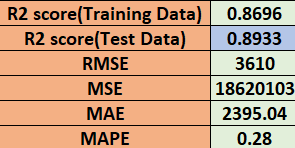 R2 score(Training Data) 0.8696
R2 score(Test Data) 0.8933
RMSE 3610
MSE 18620103
MAE 2395.04
MAPE 0.28